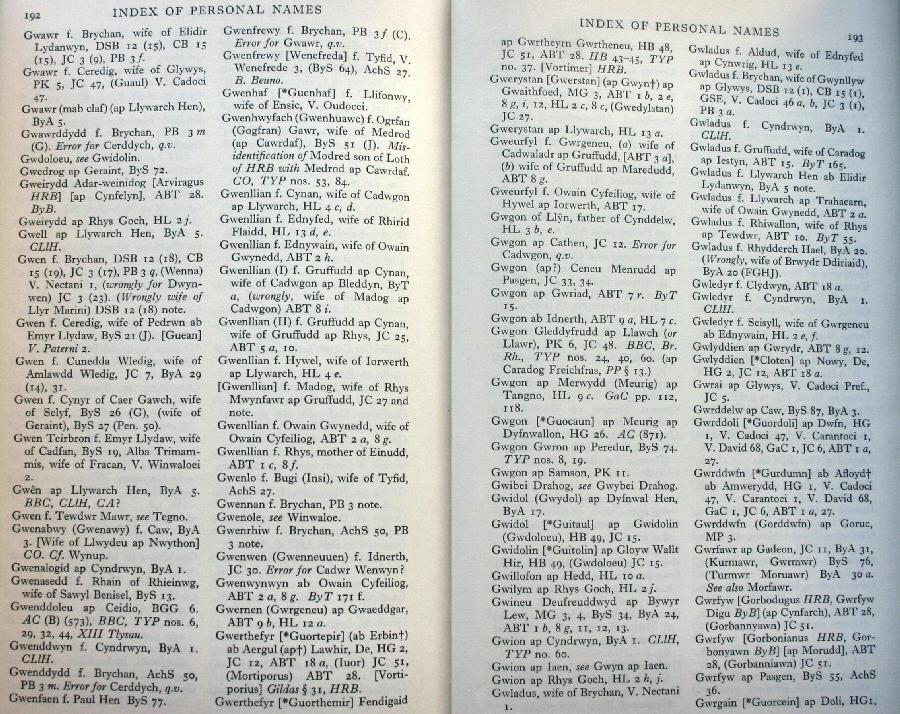 192
INDEX OF PERSONAL NAMES
Gwawr f. Brychan, wife of Elidir
Lydanwyn, DSB 12 (15), CB 15
(15), JC 3 (9), PB 3 f.
Gwawr f. Ceredig, wife of Glywys,
PK 5, JC 47, (Guaul) V. Cadoci
47.
Gwawr (mab claf) (ap Llywarch Hen),
ByA 5.
Gwawrddydd f. Brychan, PB 3 m
(G). Error for Cerddych, q.v.
Gwdoloeu, see Gwidolin.
Gwedrog ap Geraint, ByS 72.
Gweirydd Adar-weinidog [Arviragus
HRB] [ap Cynfelyn], ABT 28.
ByB.
Gweirydd ap Rhys Goch, HL 2 j.
Gwell ap Llywarch Hen, ByA 5.
CLlH.
Gwen f. Brychan, DSB 12 (18), CB
15 (19), JC 3 (17), PB 3 q, (Wenna)
V. Nectani 1, (wrongly for Dwyn-
wen) JC 3 (23). (Wrongly wife of
Llyr Marini) DSB 12 (18) note.
Gwen f. Ceredig, wife of Pedrwn ab
Emyr Llydaw, ByS 21 (J). [Guean]
V. Paterni 2.
Gwen f. Cunedda Wledig, wife of
Amlawdd Wledig, JC 7, ByA 29
(14), 31.
Gwen f. Cynyr of Caer Gawch, wife
of Selyf, ByS 26 (G), (wife of
Geraint), ByS 27 (Pen. 50).
Gwen Teirbron f. Emyr Llydaw, wife
of Cadfan, ByS 19, Alba Trimam-
mis, wife of Fracan, V. Winwaloei
2.
Gwên ap Llywarch Hen, ByA 5.
BBC, CLlH, CA?
Gwen f. Tewdwr Mawr, see Tegno.
Gwenabwy (Gwenawy) f. Caw, ByA
3. [Wife of Llwydeu ap Nwython]
CO. Cf. Wynup.
Gwenalogid ap Cyndrwyn, ByA 1.
Gwenasedd f. Rhain of Rhieinwg,
wife of Sawyl Benisel, ByS 13.
Gwenddoleu ap Ceidio, BGG 6.
AC (B) (573). BBC, TYP nos. 6,
29, 32, 44, XIII Tlysau.
Gwenddwyn f. Cyndrwyn, ByA 1.
CLlH.
Gwenddydd f. Brychan, AchS 50,
PB 3 m. Error for Cerddych, q.v.
Gwenfaen f. Paul Hen ByS 77.
Gwenfrewy f. Brychan, PB 3 f (C).
Error for Gwawr, q.v.
Gwenfrewy [Wenefreda] f. Tyfid, V.
Wenefrede 3, (ByS 64), AchS 27.
B. Beuno.
Gwenhaf [*Guenhaf] f. Llifonwy,
wife of Ensic, V. Oudocei.
Gwenhwyfach (Gwenhuawc) f. Ogrfan
(Gogfran) Gawr, wife of Medrod
(ap Cawrdaf), ByS 51 (J). Mis-
identification of Modred son of Loth
of HRB with Medrod ap Cawrdaf.
CO, TYP nos. 53, 84.
Gwenllian f. Cynan, wife of Cadwgon
ap Llywarch, HL 4 c, d.
Gwenllian f. Ednyfed, wife of Rhirid
Flaidd, HL 13 d, e.
Gwenllian f. Ednywain, wife of Owain
Gwynedd, ABT 2 h.
Gwenllian (I) f. Gruffudd ap Cynan,
wife of Cadwgon ap Bleddyn, ByT
a, (wrongly, wife of Madog ap
Cadwgon) ABT 8 i.
Gwenllian (II) f. Gruffudd ap Cynan,
wife of Gruffudd ap Rhys, JC 25,
ABT 5 a, 10.
Gwenllian f. Hywel, wife of Iorwerth
ap Llywarch, HL 4 e.
[Gwenllian] f. Madog, wife of Rhys
Mwynfawr ap Gruffudd, JC 27 and
note.
Gwenllian f. Owain Gwynedd, wife of
Owain Cyfeiliog, ABT 2 a, 8 g.
Gwenllian f. Rhys, mother of Einudd,
ABT 1 c, 8 f.
Gwenlo f. Bugi (Insi), wife of Tyfid,
AchS 27.
Gwennan f. Brychan, PB 3 note.
Gwenole, see Winwaloe.
Gwenrhiw f. Brychan, AchS 50, PB
3 note.
Gwenwen (Gwenneuuen) f. Idnerth,
JC 30. Error for Cadwr Wenwyn?
Gwenwynwyn ab Owain Cyfeiliog,
ABT 2 a, 8 g. ByT 171 f.
Gwernen (Gwrgeneu) ap Gwaeddgar,
ABT 9 b, HL 12 a.
Gwerthefyr [*Guortepir] (ab Erbin†)
ab Aergul (ap†) Lawhir, De, HG 2,
JC 12, ABT 18 a, (Iuor) JC 51,
(Mortiporus) ABT 28. [Vorti-
porius] Gildas § 31, HRB.
Gwerthefyr [*Guorthemir] Fendigaid
INDEX OF PERSONAL NAMES
193
ap Gwrtheyrn Gwrtheneu, HB 48,
JC 51, ABT 28. HB 43-45, TYP
no. 37. [Vortimer] HRB.
Gwerystan [Gwerstan] (ap Gwyn†) ap
Gwaithfoed, MG 3, ABT 1 b, 2 e,
8 g, i, 12, HL 2 c, 8 c, (Gwedylstan)
JC 27.
Gwerystan ap Llywarch, HL 13 a.
Gweurfyl f. Gwrgeneu, (a) wife of
Cadwaladr ap Gruffudd, [ABT 3 a],
(b) wife of Gruffudd ap Maredudd,
ABT 8 g.
Gweurfyl f. Owain Cyfeiliog, wife of
Hywel ap Iorwerth, ABT 17.
Gwgon of Llŷn, father of Cynddelw,
HL 3 b, e.
Gwgon ap Cathen, JC 12. Error for
Cadwgon, q.v.
Gwgon (ap?) Ceneu Menrudd ap
Pasgen, JC 33, 34.
Gwgon ap Gwriad, ABT 7 r. ByT
15.
Gwgon ab Idnerth, ABT 9 a, HL 7 c.
Gwgon Gleddyfrudd ap Llawch (or
Llawr), PK 6, JC 48. BBC, Br.
Rh., TYP nos. 24, 40, 60. (ap
Caradog Freichfras, PP § 13.)
Gwgon ap Merwydd (Meurig) ap
Tangno, HL 9 c. GaC pp. 112,
118.
Gwgon [*Guocaun] ap Meurig ap
Dyfnwallon, HG 26. AC (871).
Gwgon Gwron ap Peredur, ByS 74.
TYP nos. 8, 19.
Gwgon ap Samson, PK 11.
Gwibei Drahog, see Gwybei Drahog.
Gwidol (Gwydol) ap Dyfnwal Hen,
ByA 17.
Gwidol [*Guitaul] ap Gwidolin
(Gwdoloeu), HB 49, JC 15.
Gwidolin [*Guitolin] ap Gloyw Wallt
Hir, HB 49, (Gwdoloeu) JC 15.
Gwillofon ap Hedd, HL 10 a.
Gwilym ap Rhys Goch, HL 2 j.
Gwineu Deufreuddwyd ap Bywyr
Lew, MG 3, 4, ByS 34, ByA 24,
ABT 1 b, 8 g, 11, 12, 13.
Gwion ap Cyndrwyn, ByA 1. CLlH,
TYP no. 60.
Gwion ap Iaen, see Gwyn ap Iaen.
Gwion ap Rhys Goch, HL 2 h, j.
Gwladus, wife of Brychan, V. Nectani
1.
Gwladus f. Aldud, wife of Ednyfed
ap Cynwrig, HL 13 e.
Gwladus f. Brychan, wife of Gwynllyw
ap Glywys, DSB 12 (1), CB 15 (1),
GSE, V. Cadoci 46 a, b, JC 3 (1),
PB 3 a.
Gwladus f. Cyndrwyn, ByA 1.
CLlH.
Gwladus f. Gruffudd, wife of Caradog
ap Iestyn, ABT 15. ByT 165.
Gwladus f. Llywarch Hen ab Elidir
Lydanwyn, ByA 5 note.
Gwladus f. Llywarch ap Trahaearn,
wife of Owain Gwynedd, ABT 2 a.
Gwladus f. Rhiwallon, wife of Rhys
ap Tewdwr, ABT 10. ByT 55.
Gwladus f. Rhydderch Hael, ByA 20.
(Wrongly, wife of Brwydr Ddiriaid),
ByA 20 (FGHJ).
Gwledyr f. Clydwyn, ABT 18 a.
Gwledyr f. Cyndrwyn, ByA 1.
CLlH.
Gwledyr f. Seisyll, wife of Gwrgeneu
ab Ednywain, HL 2 e, f.
Gwlyddien ap Gwrydr, ABT 8 g, 12.
Gwlyddien [*Cloten] ap Nowy, De,
HG 2, JC 12, ABT 18 a.
Gwrai ap Glywys, V. Cadoci Pref.,
JC 5.
Gwrddelw ap Caw, ByS 87, ByA 3.
Gwrddoli [*Guordoli] ap Dwfn, HG
1, V. Cadoci 47, V. Carantoci 1,
V. David 68, GaC 1, JC 6, ABT 1 a,
27.
Gwrddwfn [*Gurdumn] ab Afloyd†
ab Amwerydd, HG 1, V. Cadoci
47, V. Carantoci 1, V. David 68,
GaC 1, JC 6, ABT 1 a, 27.
Gwrddwfn (Gorddwfn) ap Goruc,
MP 3.
Gwrfawr ap Gadeon, JC 11, ByA 31,
(Kurmawr, Gwrmwr) ByS 76,
(Turmwr Moruawr) ByA 30 a.
See also Morfawr.
Gwrfyw [Gorbodugus HRB, Gwrfyw
Digu ByB] (ap Cynfarch), ABT 28,
(Gorbannyawn) JC 51.
Gwrfyw [Gorbonianus HRB, Gor-
bonyawn ByB] [ap Morudd], ABT
28, (Gorbanniawn) JC 51.
Gwrfyw ap Pasgen, ByS 55, AchS
36.
Gwrgain [*Guorcein] ap Doli, HG1,